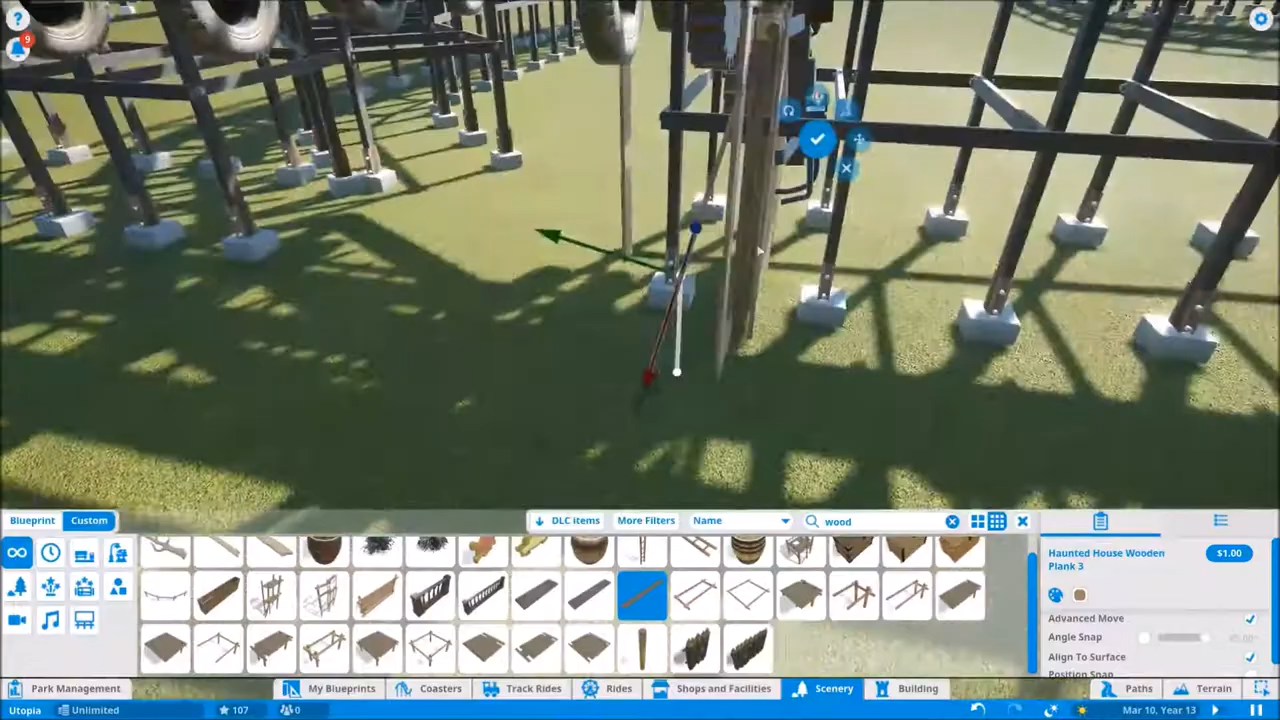 ?
9
Blueprint
Custom
DLC items
More Filters
Name
wood
Haunted House Wooden
Plank 3
$1.00
Advanced Move
Angle Snap
Align To Surface
Position Snap
Park Management
My Blueprints
Coasters
Track Rides
Rides
Shops and Facilities
Scenery
Building
Paths
Terrain
Utopia
Unlimited
107
0
Mar 10, Year 13